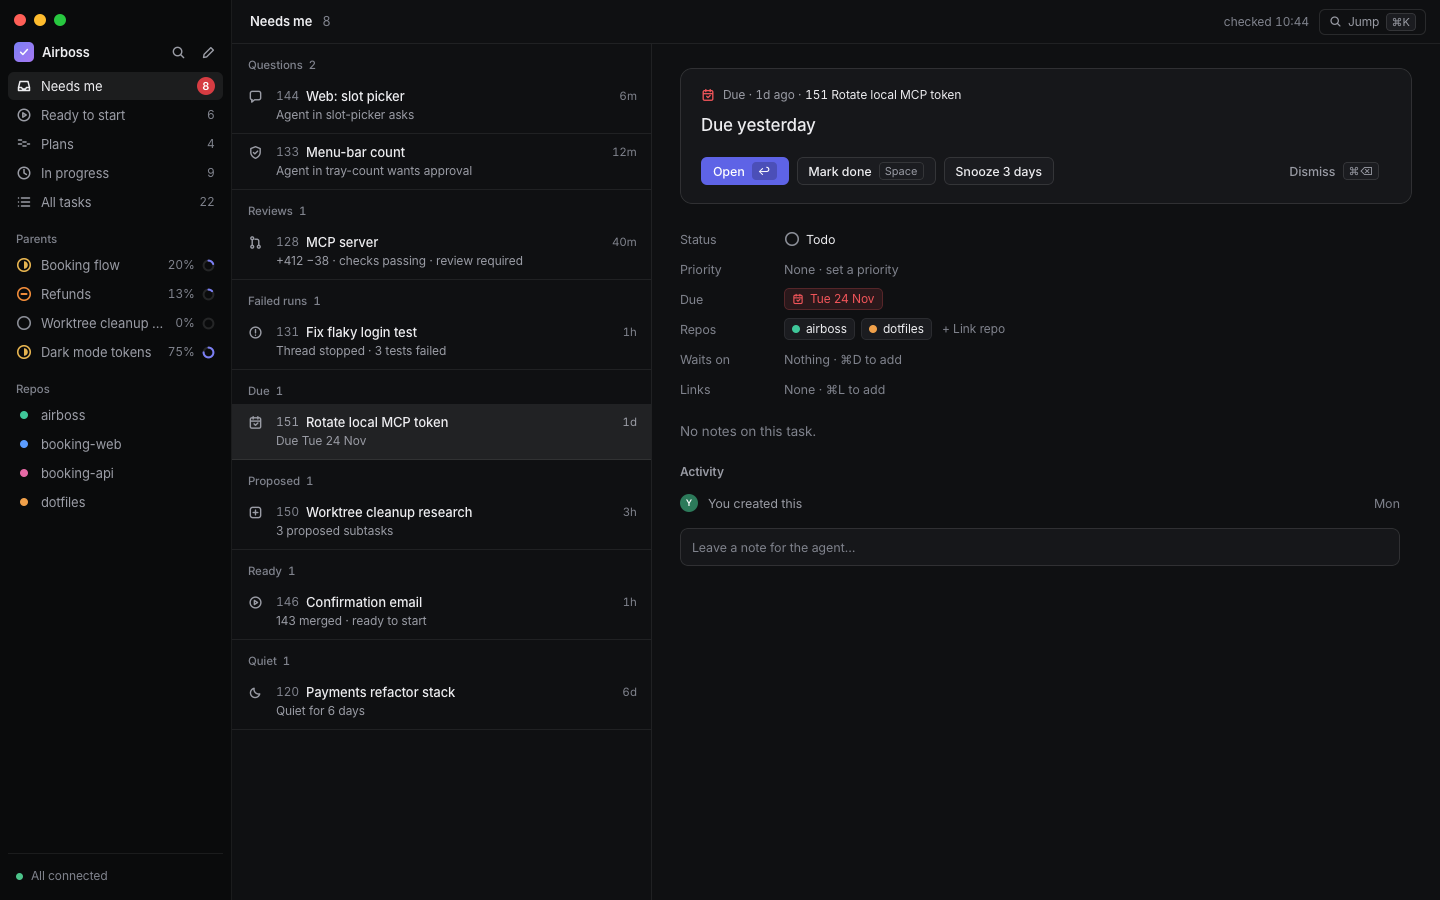 Airboss
Needs me 8
Ready to start 6
Plans 4
In progress 9
All tasks 22
Parents
Booking flow 20%
Refunds 13%
Worktree cleanup ... 0%
Dark mode tokens 75%
Repos
airboss
booking-web
booking-api
dotfiles
All connected
Needs me 8
checked 10:44
Jump ⌘K
Questions 2
144 Web: slot picker 6m
Agent in slot-picker asks
133 Menu-bar count 12m
Agent in tray-count wants approval
Reviews 1
128 MCP server 40m
+412 −38 · checks passing · review required
Failed runs 1
131 Fix flaky login test 1h
Thread stopped · 3 tests failed
Due 1
151 Rotate local MCP token 1d
Due Tue 24 Nov
Proposed 1
150 Worktree cleanup research 3h
3 proposed subtasks
Ready 1
146 Confirmation email 1h
143 merged · ready to start
Quiet 1
120 Payments refactor stack 6d
Quiet for 6 days
Due · 1d ago · 151 Rotate local MCP token
Due yesterday
Open ↩ Mark done Space Snooze 3 days Dismiss ⌘⌫
Status Todo
Priority None · set a priority
Due Tue 24 Nov
Repos airboss dotfiles + Link repo
Waits on Nothing · ⌘D to add
Links None · ⌘L to add
No notes on this task.
Activity
Y You created this Mon
Leave a note for the agent...